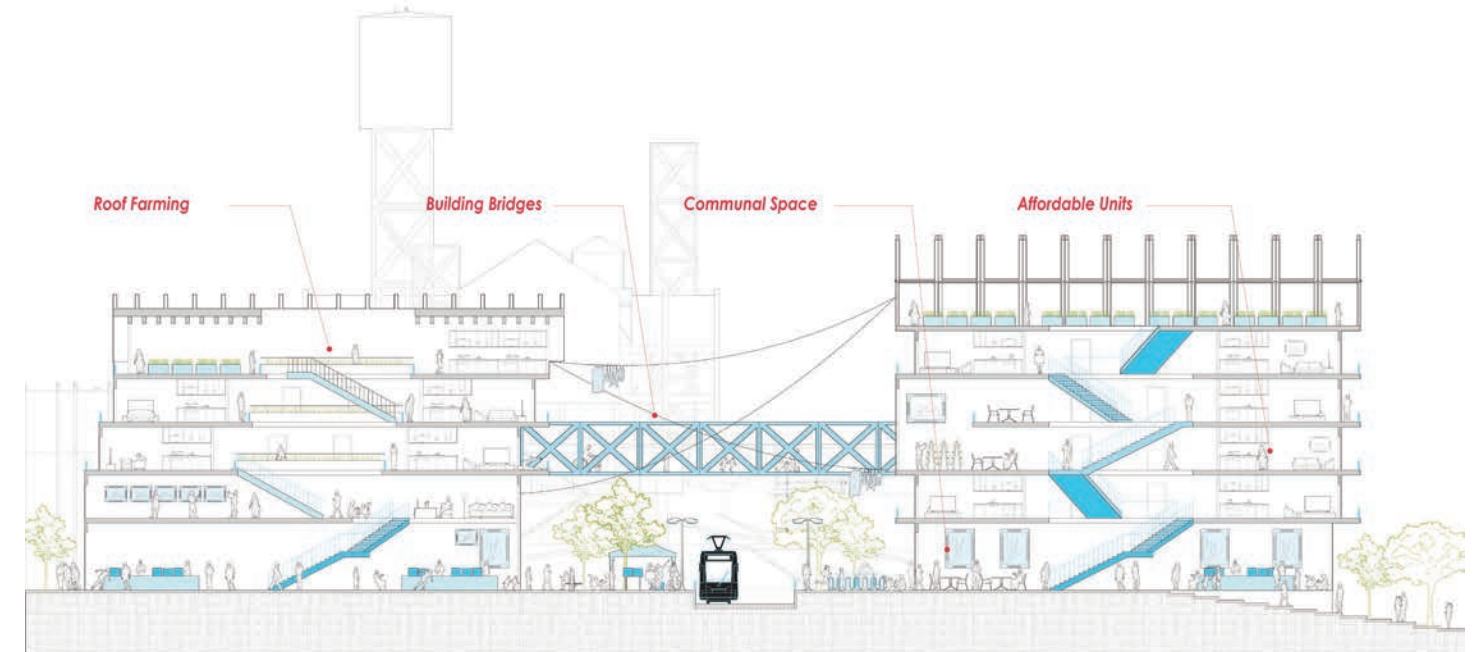 Roof Farming
Building Bridges
Communal Space
Affordable Units